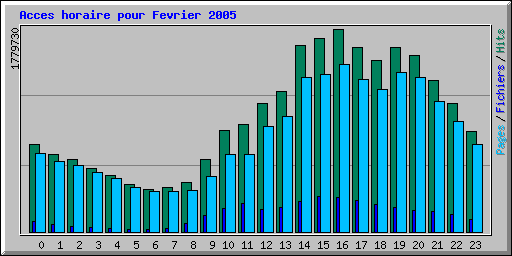 Acces horaire pour Fevrier 2005
1779730
Pages / Fichiers / Hits
0 1 2 3 4 5 6 7 8 9 10 11 12 13 14 15 16 17 18 19 20 21 22 23